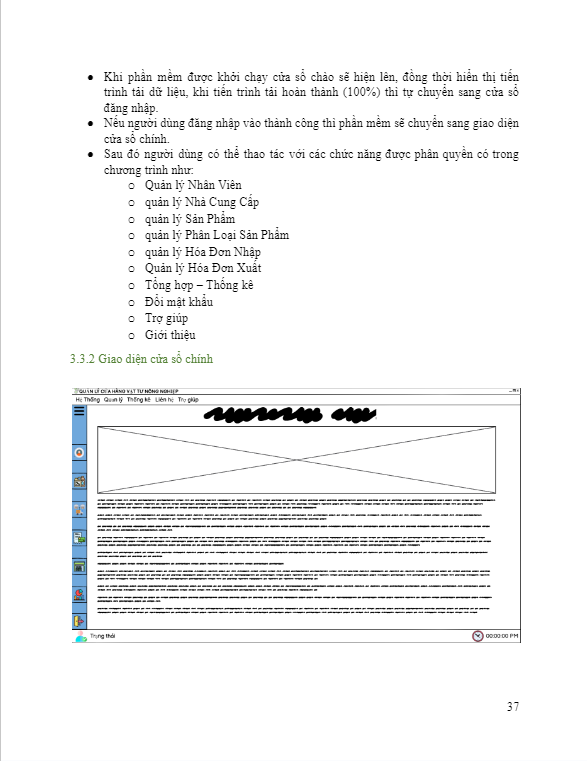 ● Khi phần mềm được khởi chạy cửa sổ chào sẽ hiện lên, đồng thời hiển thị tiến
trình tải dữ liệu, khi tiến trình tải hoàn thành (100%) thì tự chuyển sang cửa sổ
đăng nhập.
● Nếu người dùng đăng nhập vào thành công thì phần mềm sẽ chuyển sang giao diện
cửa sổ chính.
● Sau đó người dùng có thể thao tác với các chức năng được phân quyền có trong
chương trình như:
o Quản lý Nhân Viên
o quản lý Nhà Cung Cấp
o quản lý Sản Phẩm
o quản lý Phân Loại Sản Phẩm
o quản lý Hóa Đơn Nhập
o Quản lý Hóa Đơn Xuất
o Tổng hợp – Thống kê
o Đổi mật khẩu
o Trợ giúp
o Giới thiệu
3.3.2 Giao diện cửa sổ chính
QUẢN LÝ CỬA HÀNG VẬT TƯ NÔNG NGHIỆP
Hệ Thống Quản lý Thống kê Liên hệ Trợ giúp
Trạng thái 00:00:00 PM
37